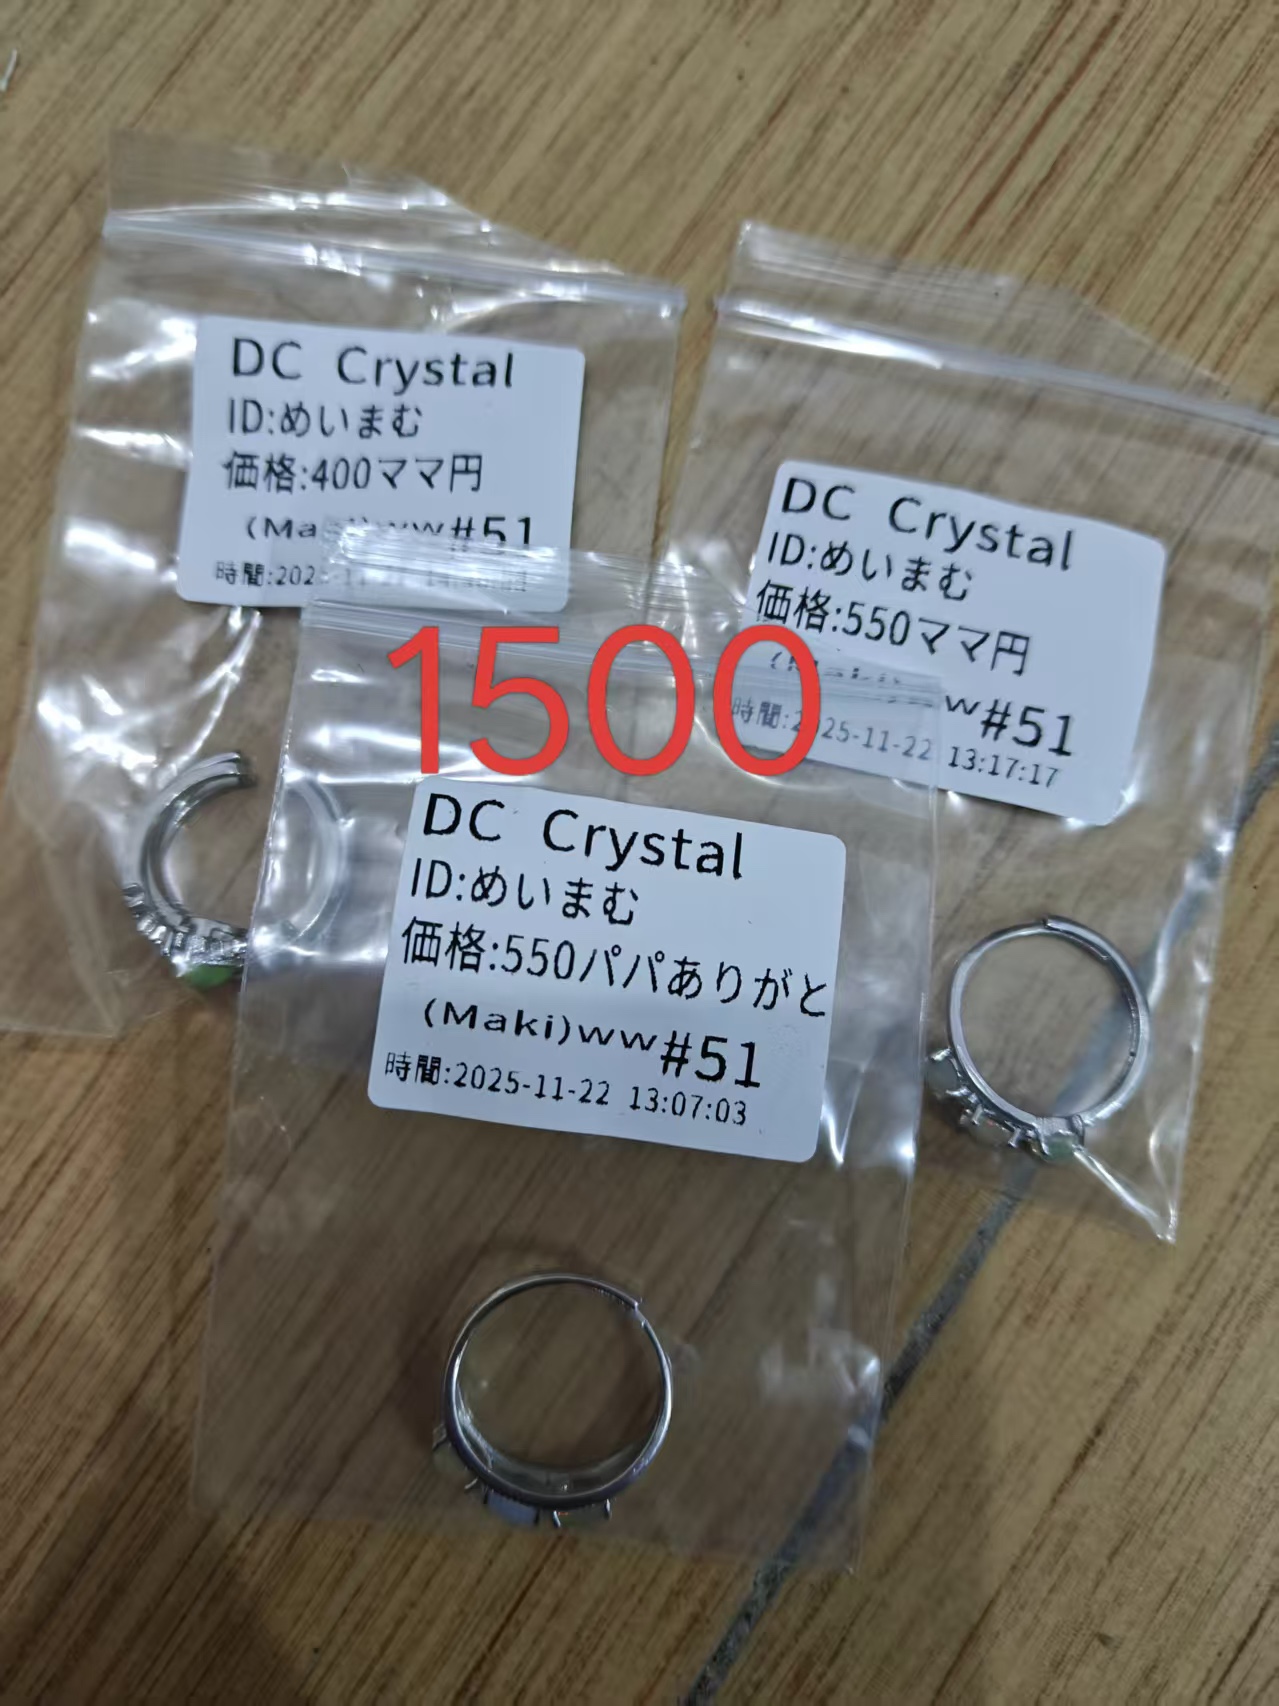 DC Crystal
ID:めいまむ
価格:400ママ円
#51
時間:2025-11-22
DC Crystal
ID:めいまむ
価格:550ママ円
w#51
時間:2025-11-22 13:17:17
1500
DC Crystal
ID:めいまむ
価格:550パパありがと
(Maki)ww#51
時間:2025-11-22 13:07:03